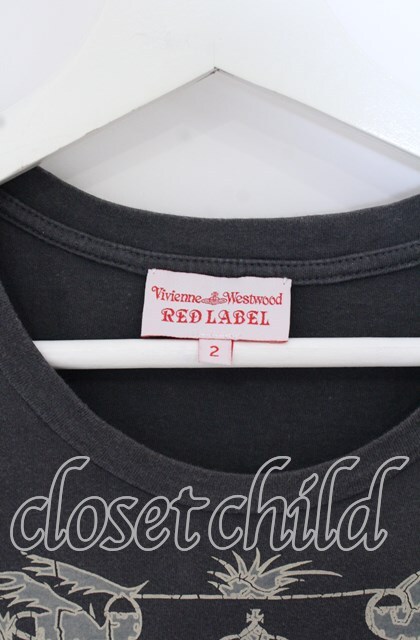 Vivienne Westwood
RED LABEL
2
closet child